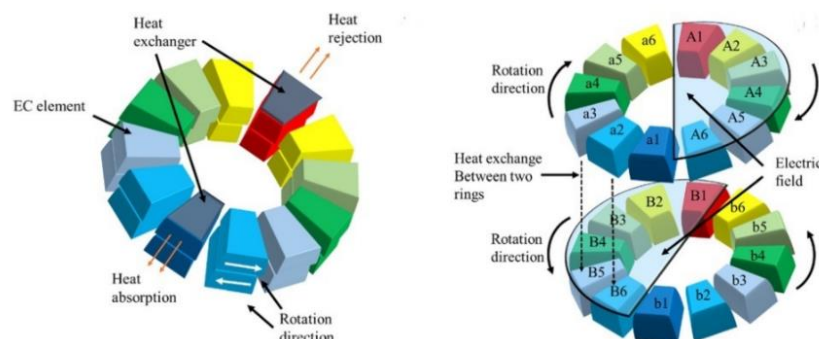 Heat
exchanger
Heat
rejection
EC element
Heat
absorption
Rotation
direction
Rotation
direction
a6
A1
A2
a5
A3
a4
A4
a3
A5
a2
a1
A6
Heat exchange
Between two
rings
Electric
field
B2
B1
b6
B3
b5
Rotation
direction
B4
b4
B5
b3
B6
b1
b2